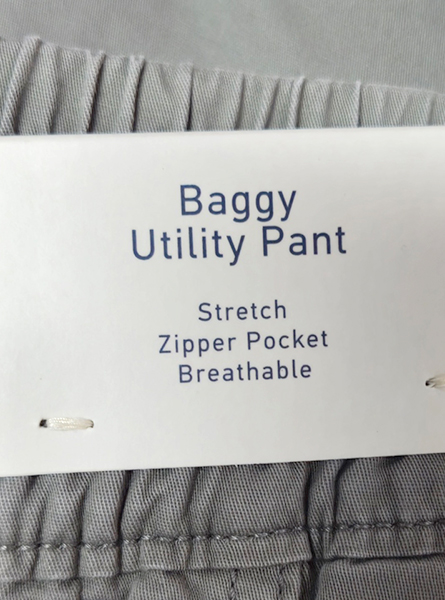 Baggy
Utility Pant
Stretch
Zipper Pocket
Breathable